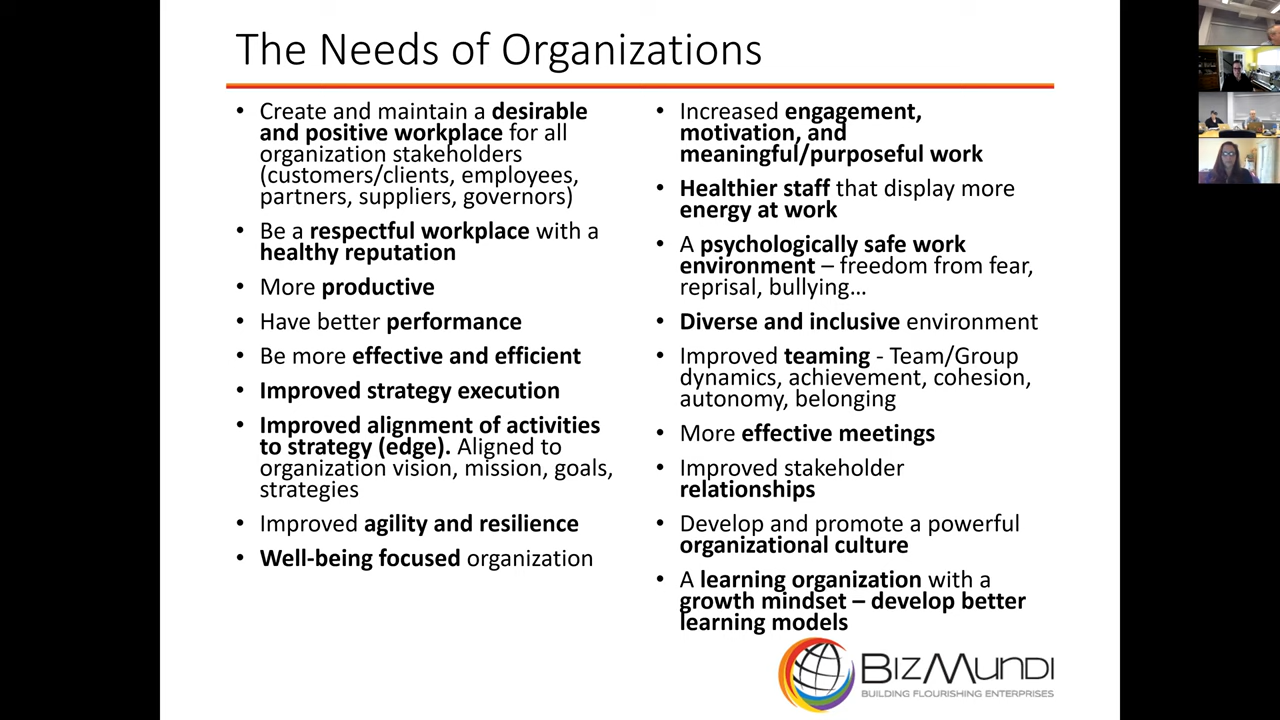 The Needs of Organizations
• Create and maintain a desirable
and positive workplace for all
organization stakeholders
(customers/clients, employees,
partners, suppliers, governors)
• Be a respectful workplace with a
healthy reputation
• More productive
• Have better performance
• Be more effective and efficient
• Improved strategy execution
• Improved alignment of activities
to strategy (edge). Aligned to
organization vision, mission, goals,
strategies
• Improved agility and resilience
• Well-being focused organization
• Increased engagement,
motivation, and
meaningful/purposeful work
• Healthier staff that display more
energy at work
• A psychologically safe work
environment – freedom from fear,
reprisal, bullying…
• Diverse and inclusive environment
• Improved teaming - Team/Group
dynamics, achievement, cohesion,
autonomy, belonging
• More effective meetings
• Improved stakeholder
relationships
• Develop and promote a powerful
organizational culture
• A learning organization with a
growth mindset – develop better
learning models
BIZMUNDI
BUILDING FLOURISHING ENTERPRISES